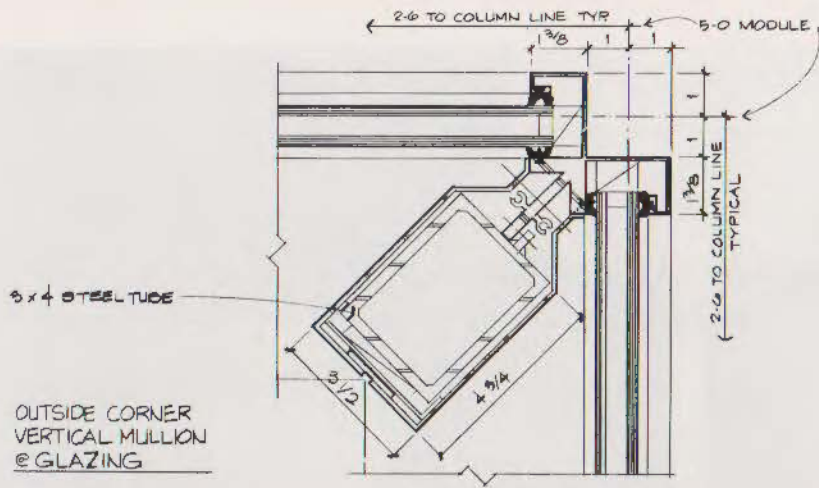 2-6 TO COLUMN LINE TYP
5-0 MODULE
1 3/8
1
1
1
1
1 3/8
2-6 TO COLUMN LINE
TYPICAL
3 x 4 STEEL TUBE
3 1/2
4 3/4
OUTSIDE CORNER
VERTICAL MULLION
@ GLAZING